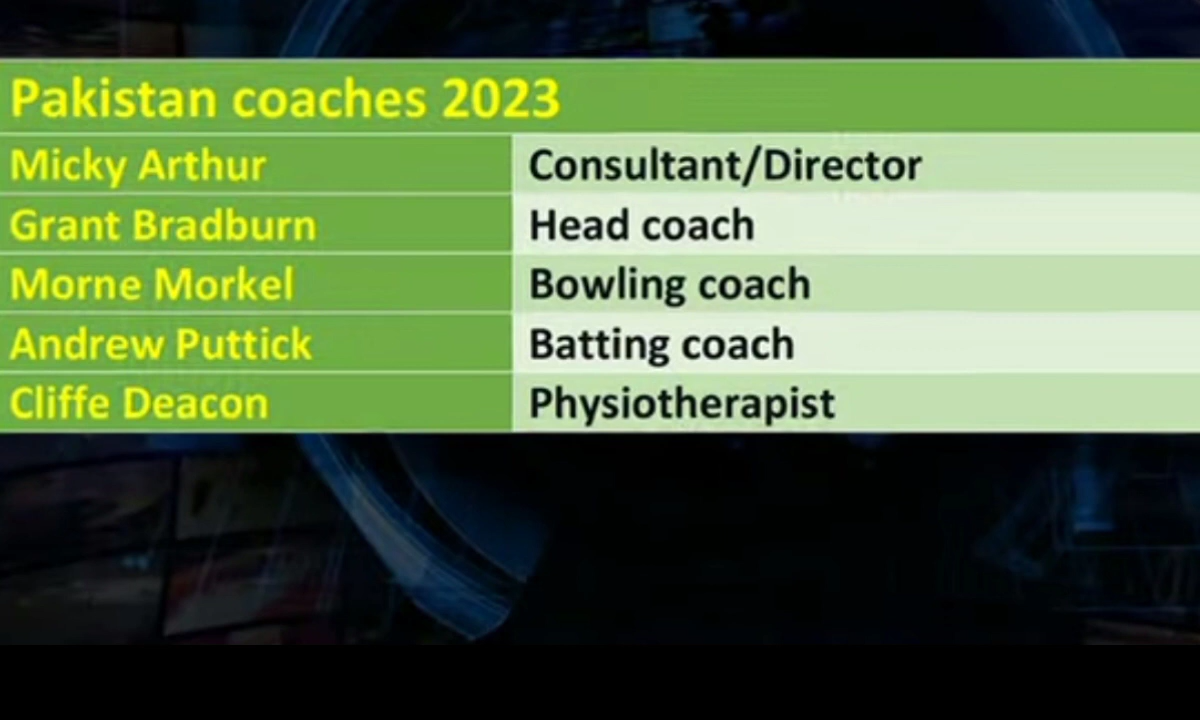 Pakistan coaches 2023
Micky Arthur Consultant/Director
Grant Bradburn Head coach
Morne Morkel Bowling coach
Andrew Puttick Batting coach
Cliffe Deacon Physiotherapist